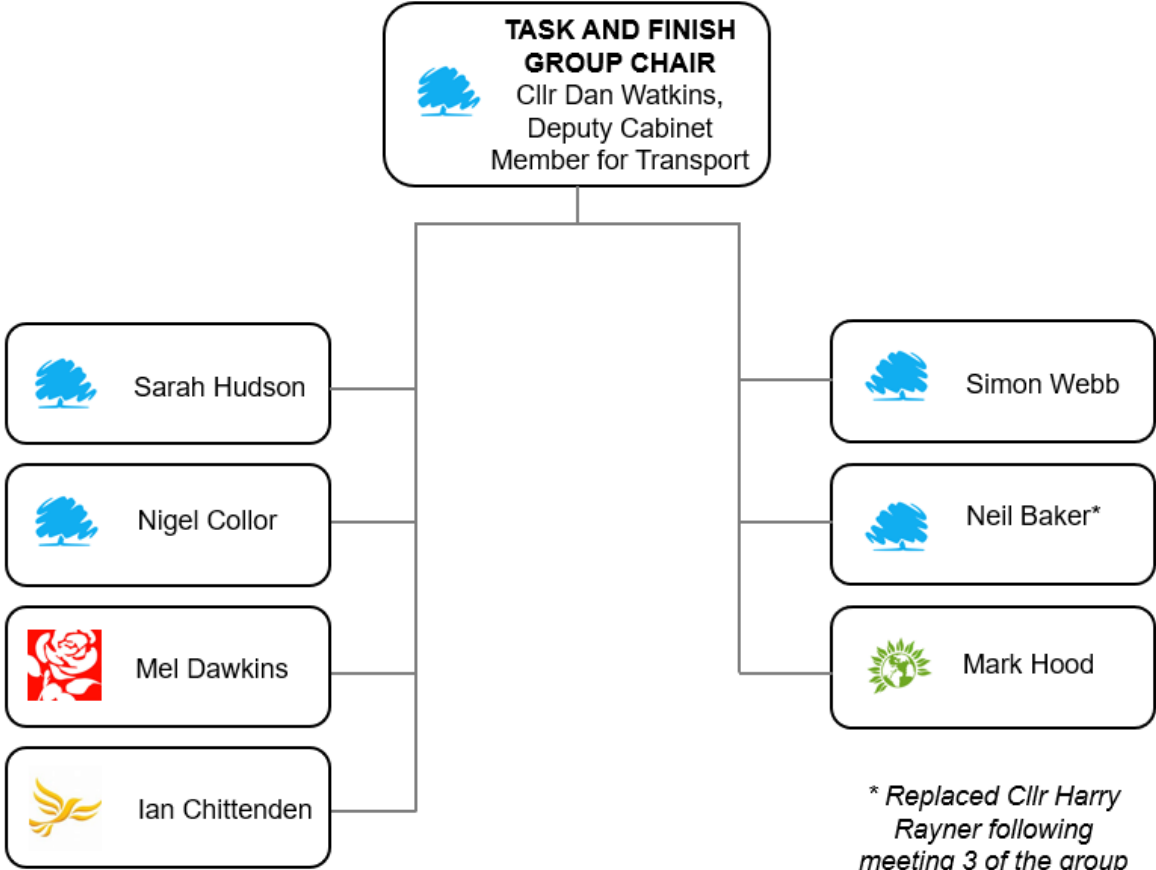 TASK AND FINISH
GROUP CHAIR
Cllr Dan Watkins,
Deputy Cabinet
Member for Transport
Sarah Hudson
Nigel Collor
Mel Dawkins
Ian Chittenden
Simon Webb
Neil Baker*
Mark Hood
* Replaced Cllr Harry
Rayner following
meeting 3 of the group